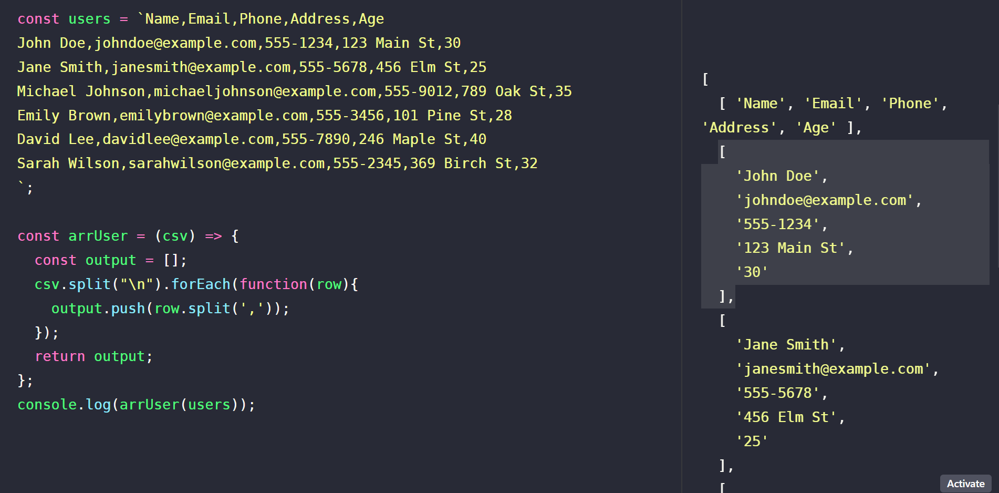 const users = `Name,Email,Phone,Address,Age
John Doe,johndoe@example.com,555-1234,123 Main St,30
Jane Smith,janesmith@example.com,555-5678,456 Elm St,25
Michael Johnson,michaeljohnson@example.com,555-9012,789 Oak St,35
Emily Brown,emilybrown@example.com,555-3456,101 Pine St,28
David Lee,davidlee@example.com,555-7890,246 Maple St,40
Sarah Wilson,sarahwilson@example.com,555-2345,369 Birch St,32
`;

const arrUser = (csv) => {
  const output = [];
  csv.split("\n").forEach(function(row){
    output.push(row.split(','));
  });
  return output;
};
console.log(arrUser(users));

[
  [ 'Name', 'Email', 'Phone',
'Address', 'Age' ],
  [
    'John Doe',
    'johndoe@example.com',
    '555-1234',
    '123 Main St',
    '30'
  ],
  [
    'Jane Smith',
    'janesmith@example.com',
    '555-5678',
    '456 Elm St',
    '25'
  ],
  [
Activate